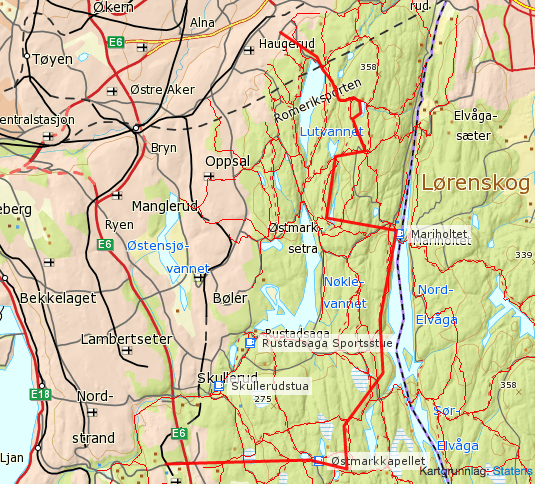 Økern
Alna
rud
E6
Haugerud
Tøyen
358
Østre Aker
Romeriksporten
entralstasjon
Elvåga-
sæter
Lutvannet
Bryn
Oppsal
Lørenskog
Manglerud
eberg
Ryen
Østmark-
setra
Mariholtet
Mariholtet
E6
Østensjø-
vannet
339
Nøkle-
vannet
Nord-
Elvåga
Bekkelaget
Bøler
Rustadsaga
Rustadsaga Sportsstue
Lambertseter
Skullerud
Skullerudstua
E18
Nord-
strand
275
358
Sør-
Elvåga
E6
Ljan
Østmarkkapellet
Kartgrunnlag: Statens